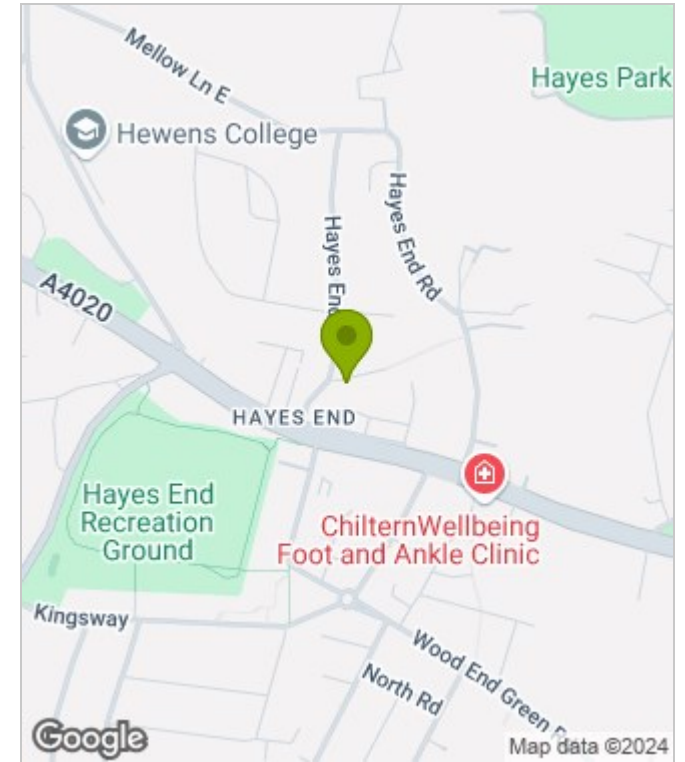 Mellow Ln E
Hayes Park
Hewens College
Hayes End Rd
Hayes End
A4020
HAYES END
Hayes End
Recreation
Ground
ChilternWellbeing
Foot and Ankle Clinic
Kingsway
Wood End Green
North Rd
Google
Map data ©2024